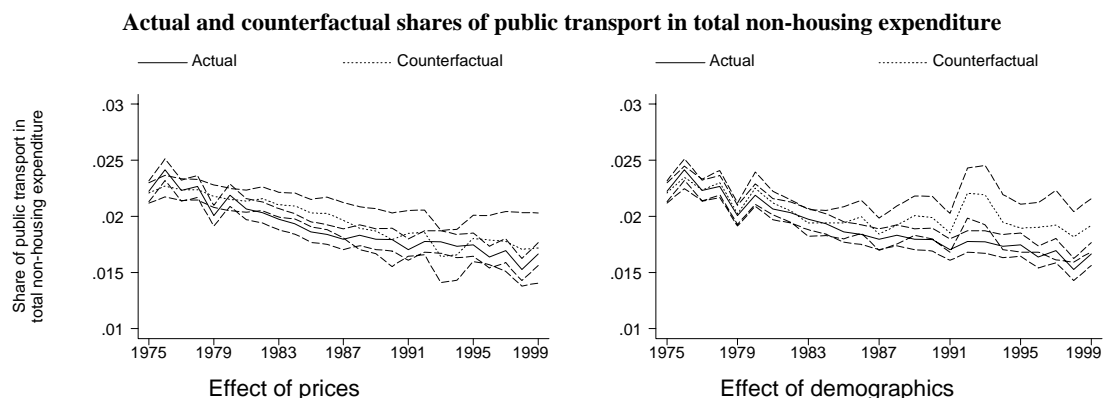 Actual and counterfactual shares of public transport in total non-housing expenditure
Share of public transport in
total non-housing expenditure
Actual
Counterfactual
.03
.025
.02
.015
.01
1975 1979 1983 1987 1991 1995 1999
Effect of prices
Actual
Counterfactual
.03
.025
.02
.015
.01
1975 1979 1983 1987 1991 1995 1999
Effect of demographics